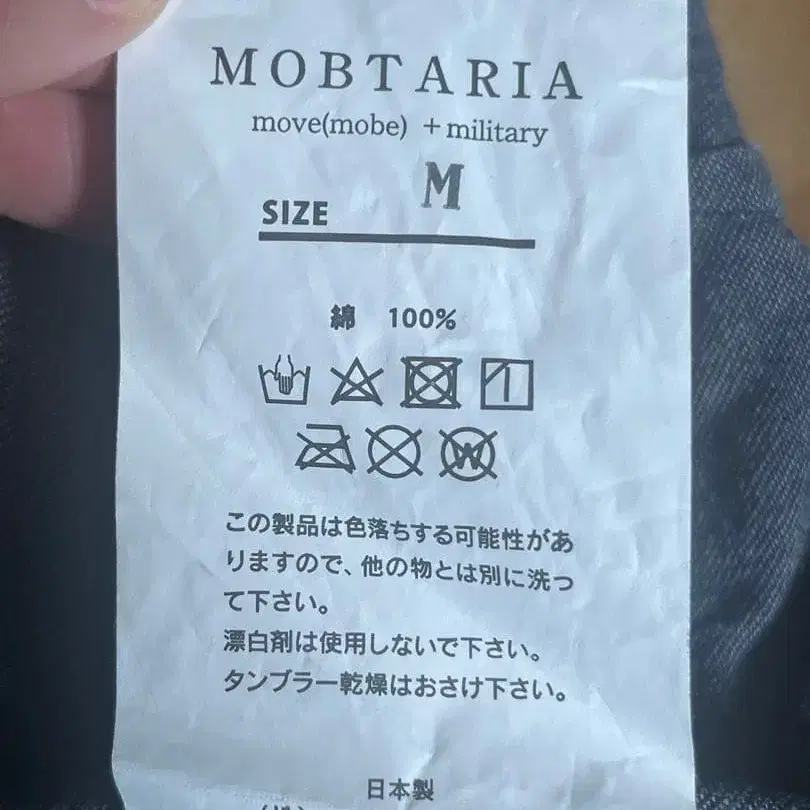 MOBTARIA
move(mobe) +military
M
SIZE
綿 100%
W
この製品は色落ちする可能性があ
りますので、他の物とは別に洗っ
て下さい。
漂白剤は使用しないで下さい。
タンブラー乾燥はおさけ下さい。
日本製